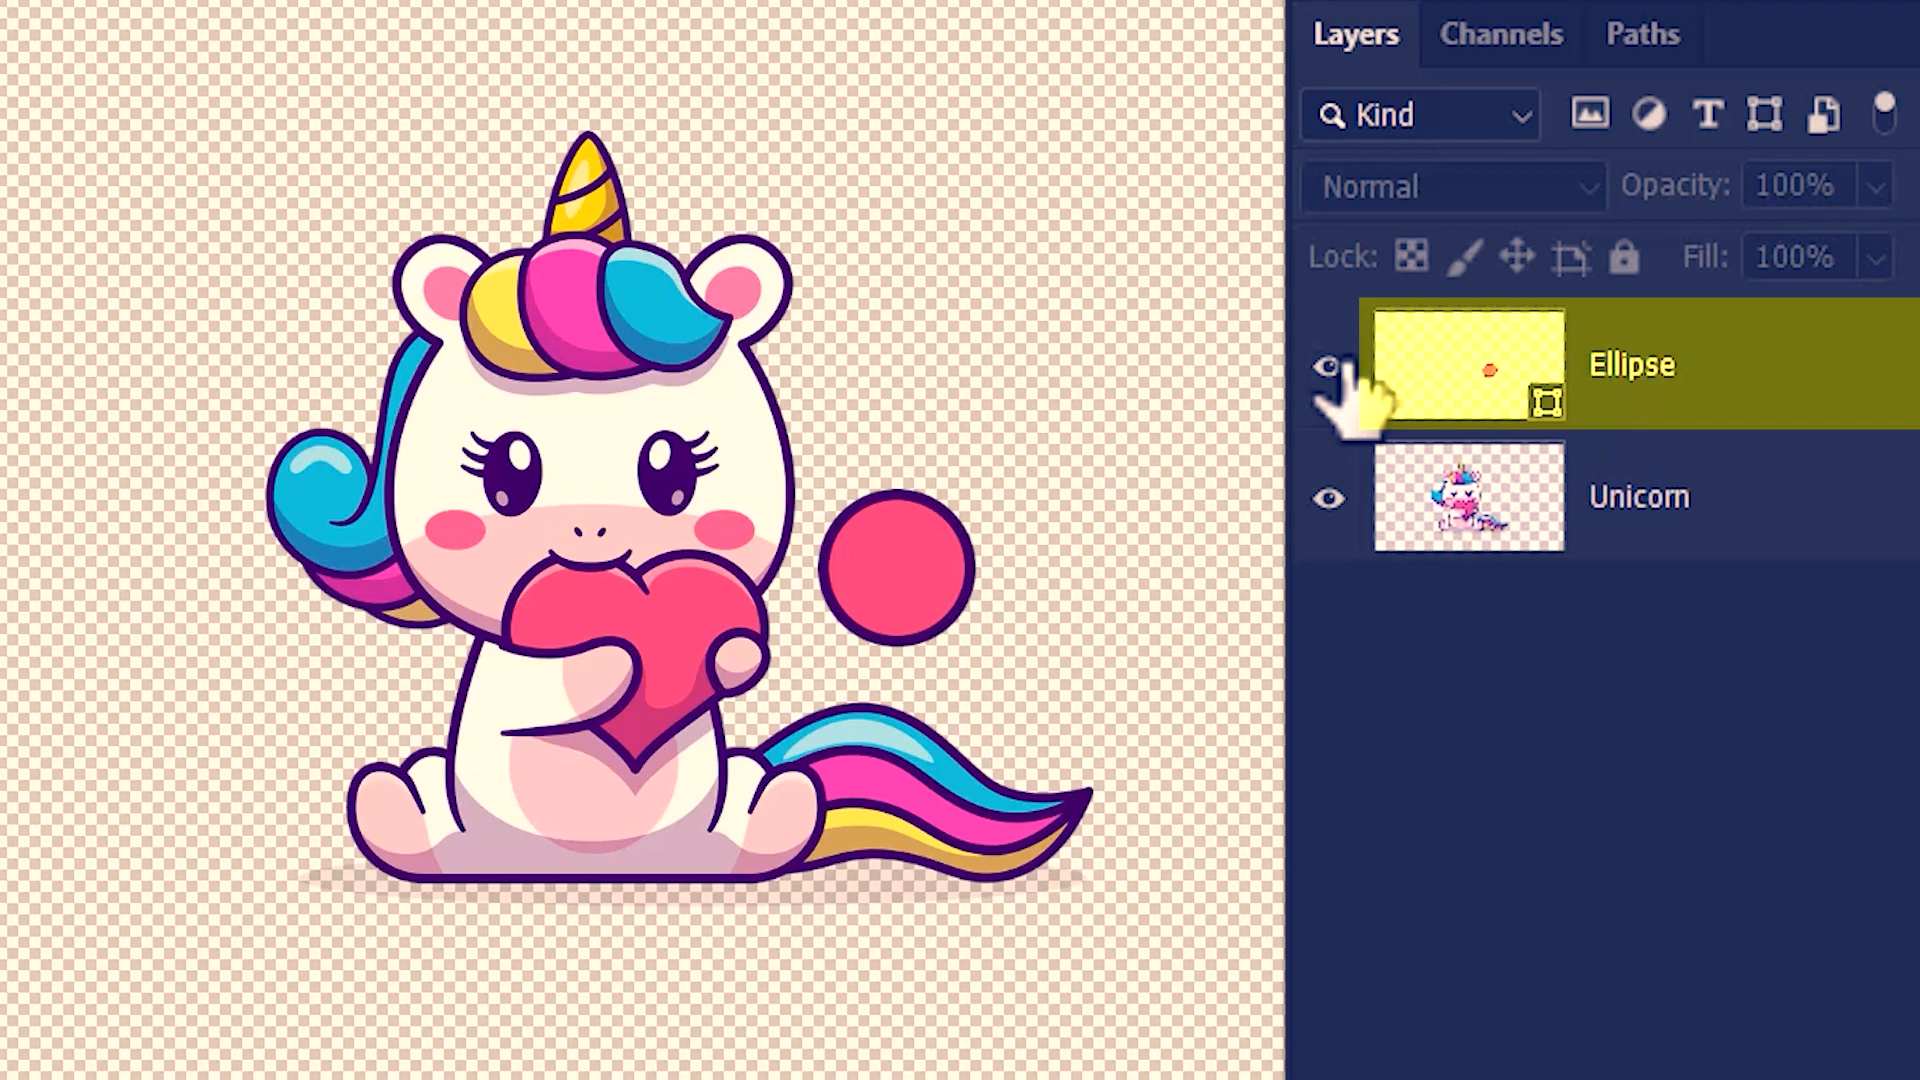 Layers Channels Paths
Kind
Normal Opacity: 100%
Lock: Fill: 100%
Ellipse
Unicorn